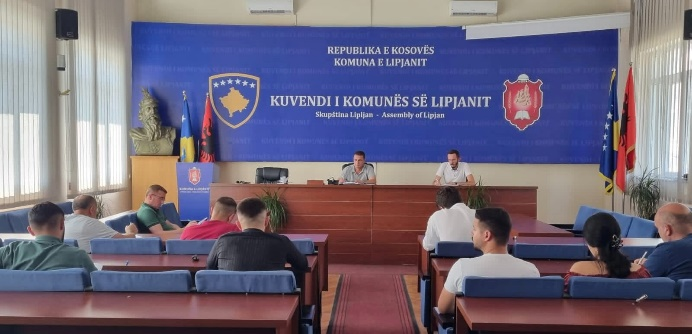 REPUBLIKA E KOSOVËS
KOMUNA E LIPJANIT
KUVENDI I KOMUNËS SË LIPJANIT
Skupština Lipljan - Assembly of Lipjan